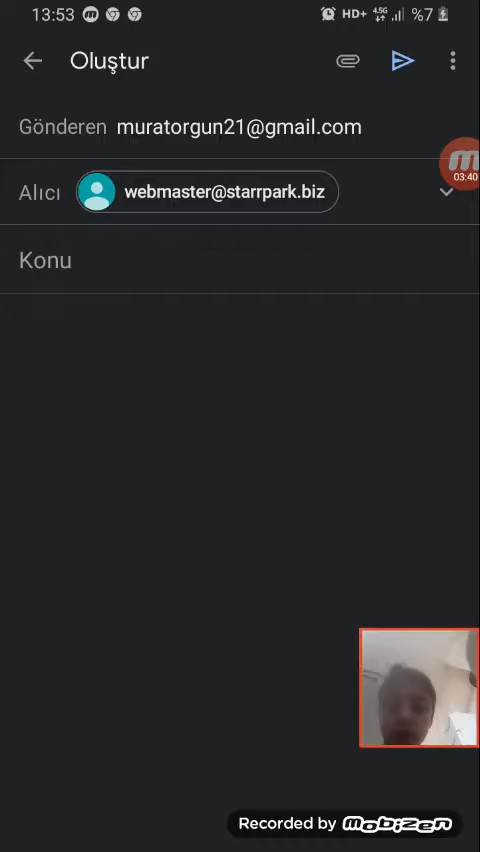 13:53 HD+ 4.5G %7
Oluştur
Gönderen muratorgun21@gmail.com
03:40
Alıcı webmaster@starrpark.biz
Konu
Recorded by mobizen